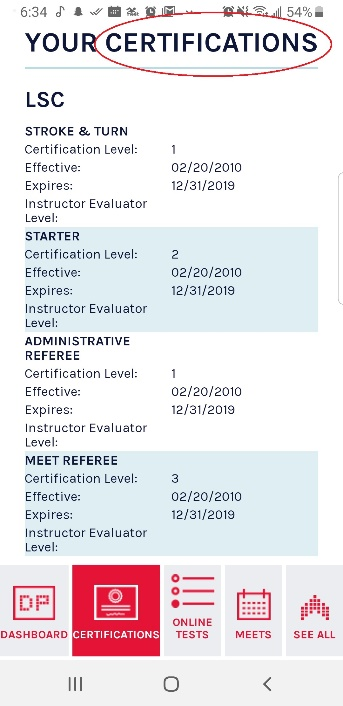 6:34 54%
YOUR CERTIFICATIONS
LSC
STROKE & TURN
Certification Level: 1
Effective: 02/20/2010
Expires: 12/31/2019
Instructor Evaluator
Level:
STARTER
Certification Level: 2
Effective: 02/20/2010
Expires: 12/31/2019
Instructor Evaluator
Level:
ADMINISTRATIVE
REFEREE
Certification Level: 1
Effective: 02/20/2010
Expires: 12/31/2019
Instructor Evaluator
Level:
MEET REFEREE
Certification Level: 3
Effective: 02/20/2010
Expires: 12/31/2019
Instructor Evaluator
Level:
DP
DASHBOARD CERTIFICATIONS ONLINE
TESTS MEETS SEE ALL